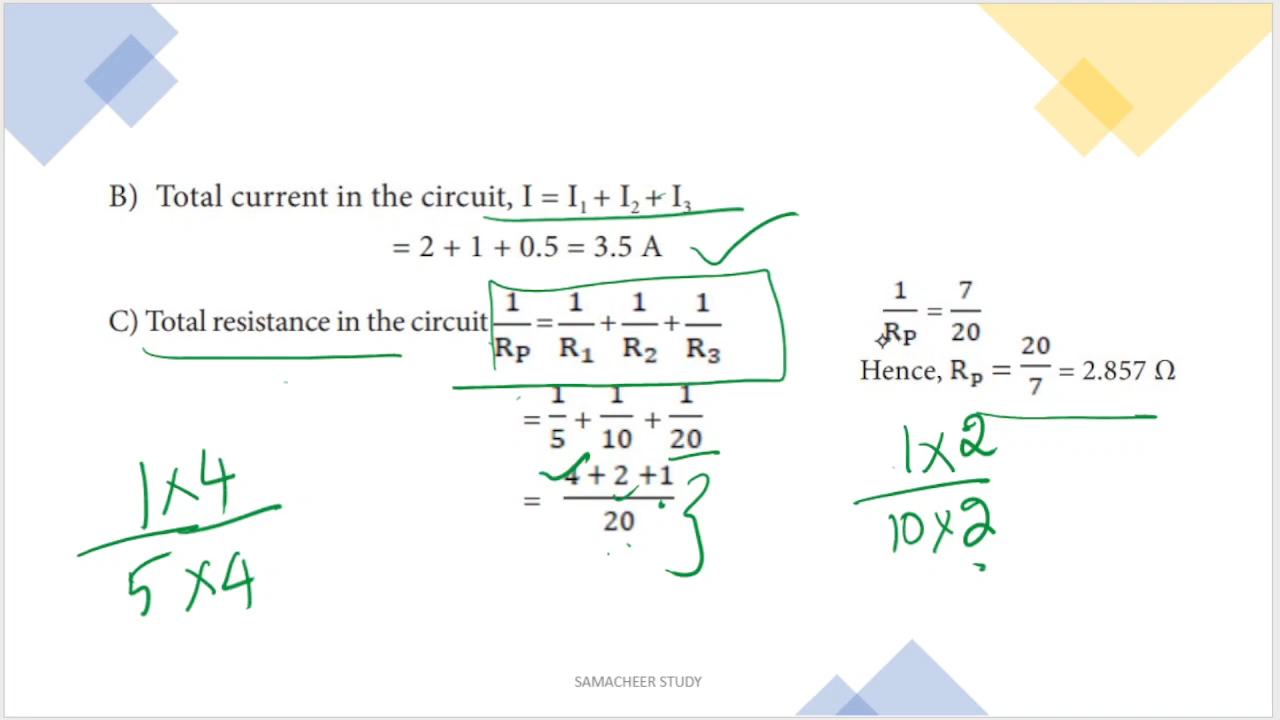 B) Total current in the circuit, I = I₁ + I₂ + I₃
= 2 + 1 + 0.5 = 3.5 A
C) Total resistance in the circuit 1/Rₚ = 1/R₁ + 1/R₂ + 1/R₃
= 1/5 + 1/10 + 1/20
= (4 + 2 + 1)/20
1/Rₚ = 7/20
Hence, Rₚ = 20/7 = 2.857 Ω
1 × 4
5 × 4
1 × 2
10 × 2
SAMACHEER STUDY